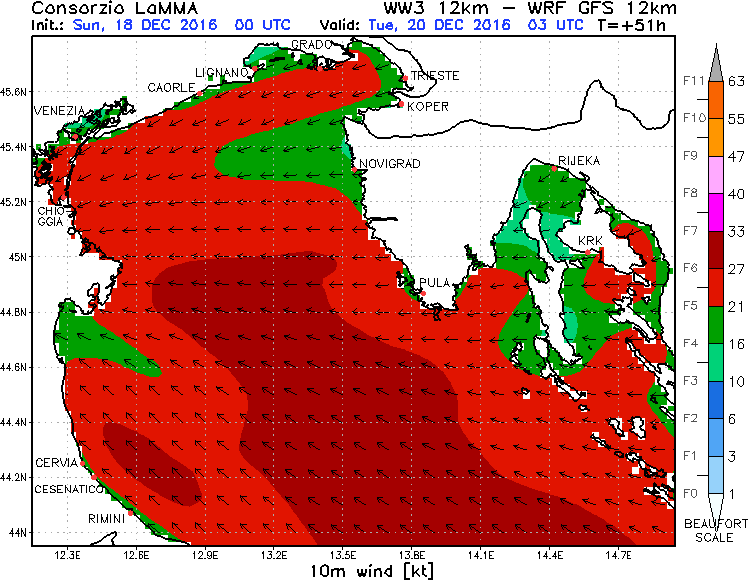 Consorzio LaMMA WW3 12km – WRF GFS 12km
Init.: Sun, 18 DEC 2016 00 UTC Valid: Tue, 20 DEC 2016 03 UTC T=+51h
GRADO
LIGNANO
TRIESTE
CAORLE
KOPER
VENEZIA
NOVIGRAD
RIJEKA
CHIO-
GGIA
KRK
PULA
CERVIA
CESENATICO
RIMINI
45.6N
45.4N
45.2N
45N
44.8N
44.6N
44.4N
44.2N
44N
12.3E 12.6E 12.9E 13.2E 13.5E 13.8E 14.1E 14.4E 14.7E
10m wind [kt]
F11 63
F10 55
F9 47
F8 40
F7 33
F6 27
F5 21
F4 16
F3 10
F2 6
F1 3
F0 1
BEAUFORT
SCALE